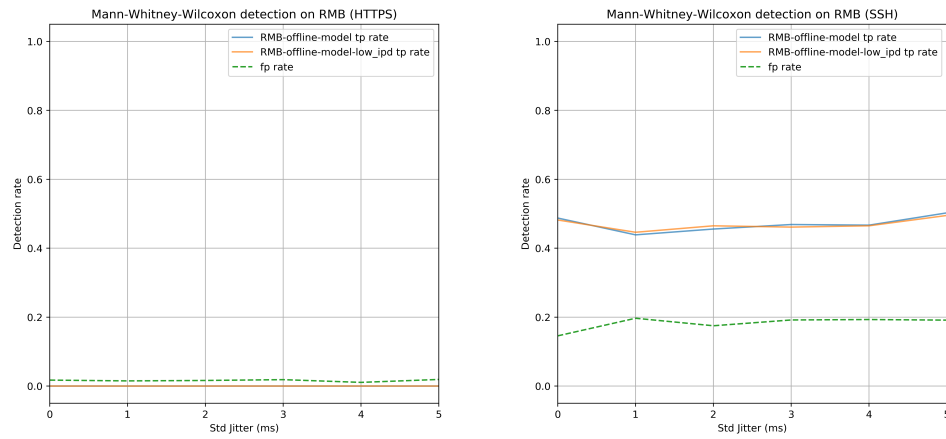 Mann-Whitney-Wilcoxon detection on RMB (HTTPS)
1.0
0.8
0.6
0.4
0.2
0.0
Detection rate
RMB-offline-model tp rate
RMB-offline-model-low_ipd tp rate
fp rate
0 1 2 3 4 5
Std Jitter (ms)
Mann-Whitney-Wilcoxon detection on RMB (SSH)
1.0
0.8
0.6
0.4
0.2
0.0
Detection rate
RMB-offline-model tp rate
RMB-offline-model-low_ipd tp rate
fp rate
0 1 2 3 4 5
Std Jitter (ms)